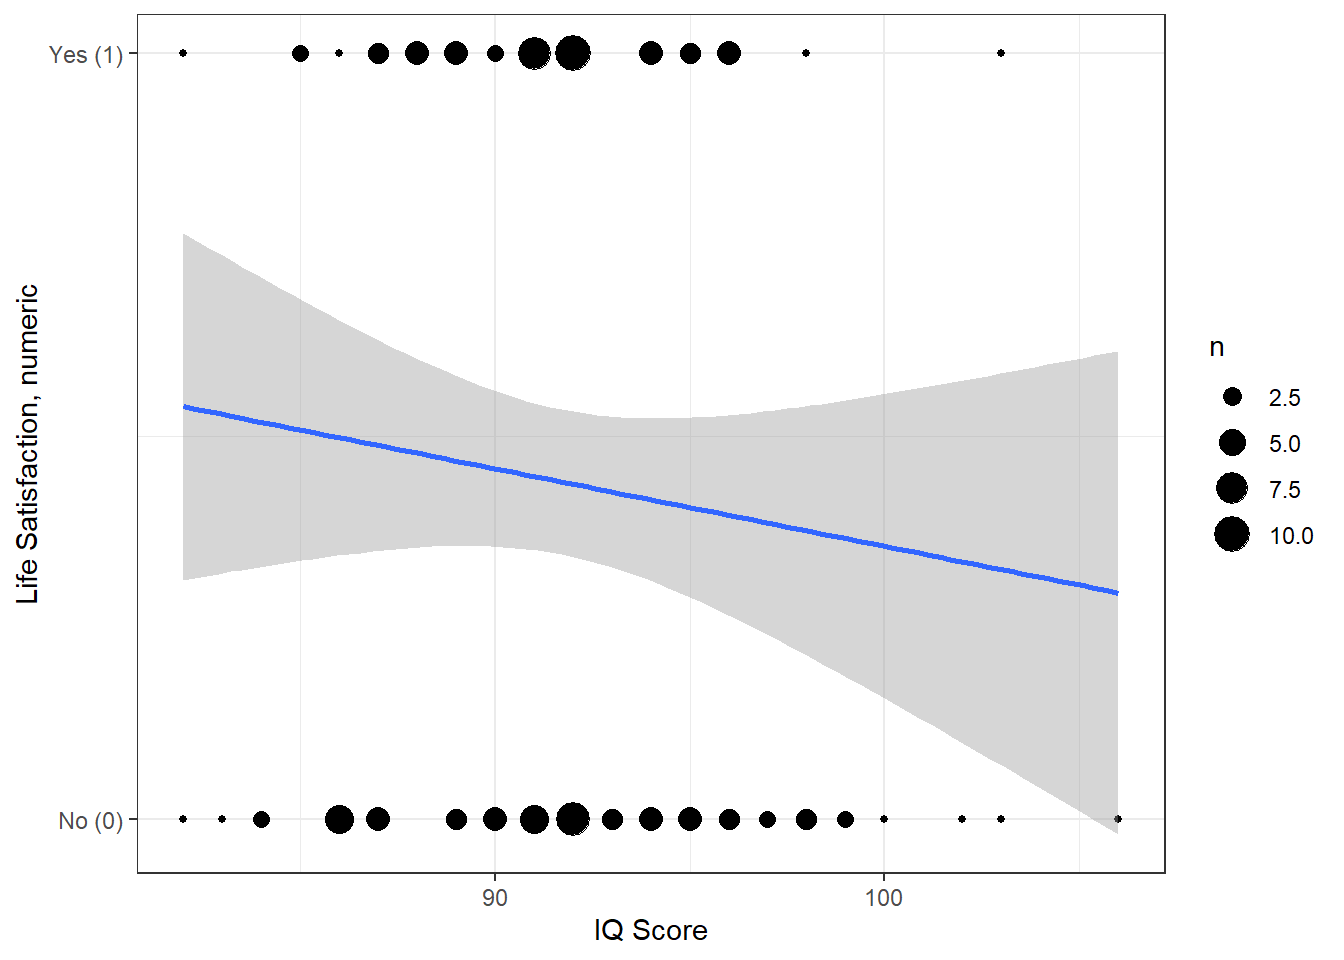 Yes (1)
Life Satisfaction, numeric
No (0)
90
100
IQ Score
n
2.5
5.0
7.5
10.0